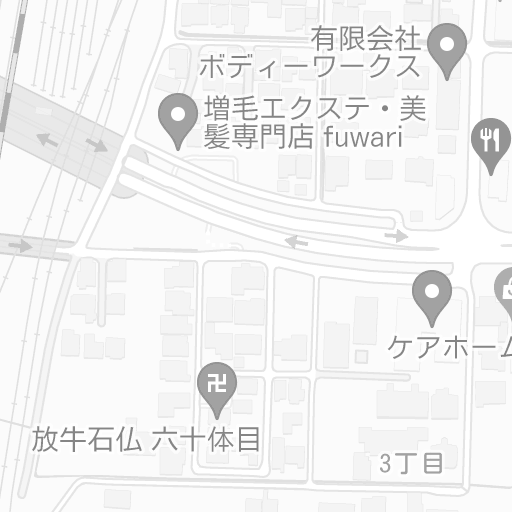 有限会社
ボディーワークス
増毛エクステ・美
髪専門店 fuwari
ケアホーム
放牛石仏 六十体目
3丁目